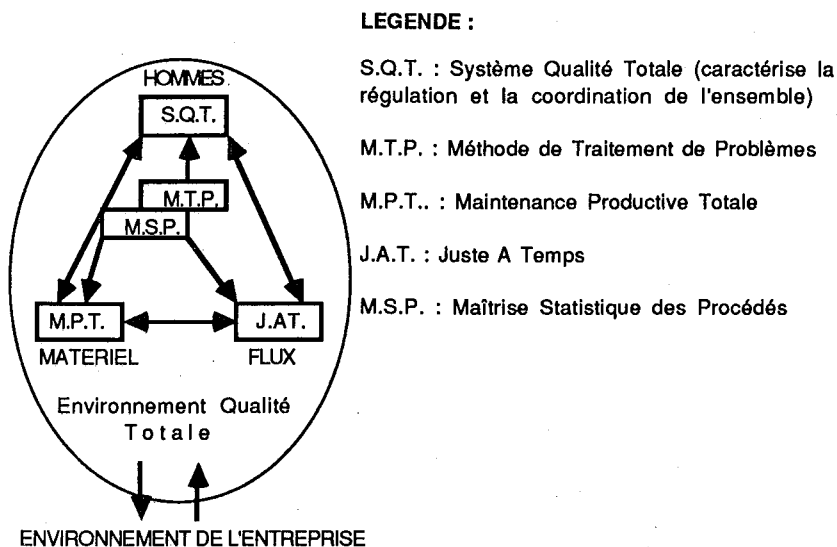 LEGENDE :
HOMMES
S.Q.T.
M.T.P.
M.S.P.
M.P.T.
J.AT.
MATERIEL
FLUX
Environnement Qualité
Totale
ENVIRONNEMENT DE L'ENTREPRISE
S.Q.T. : Système Qualité Totale (caractérise la
régulation et la coordination de l'ensemble)
M.T.P. : Méthode de Traitement de Problèmes
M.P.T.. : Maintenance Productive Totale
J.A.T. : Juste A Temps
M.S.P. : Maîtrise Statistique des Procédés